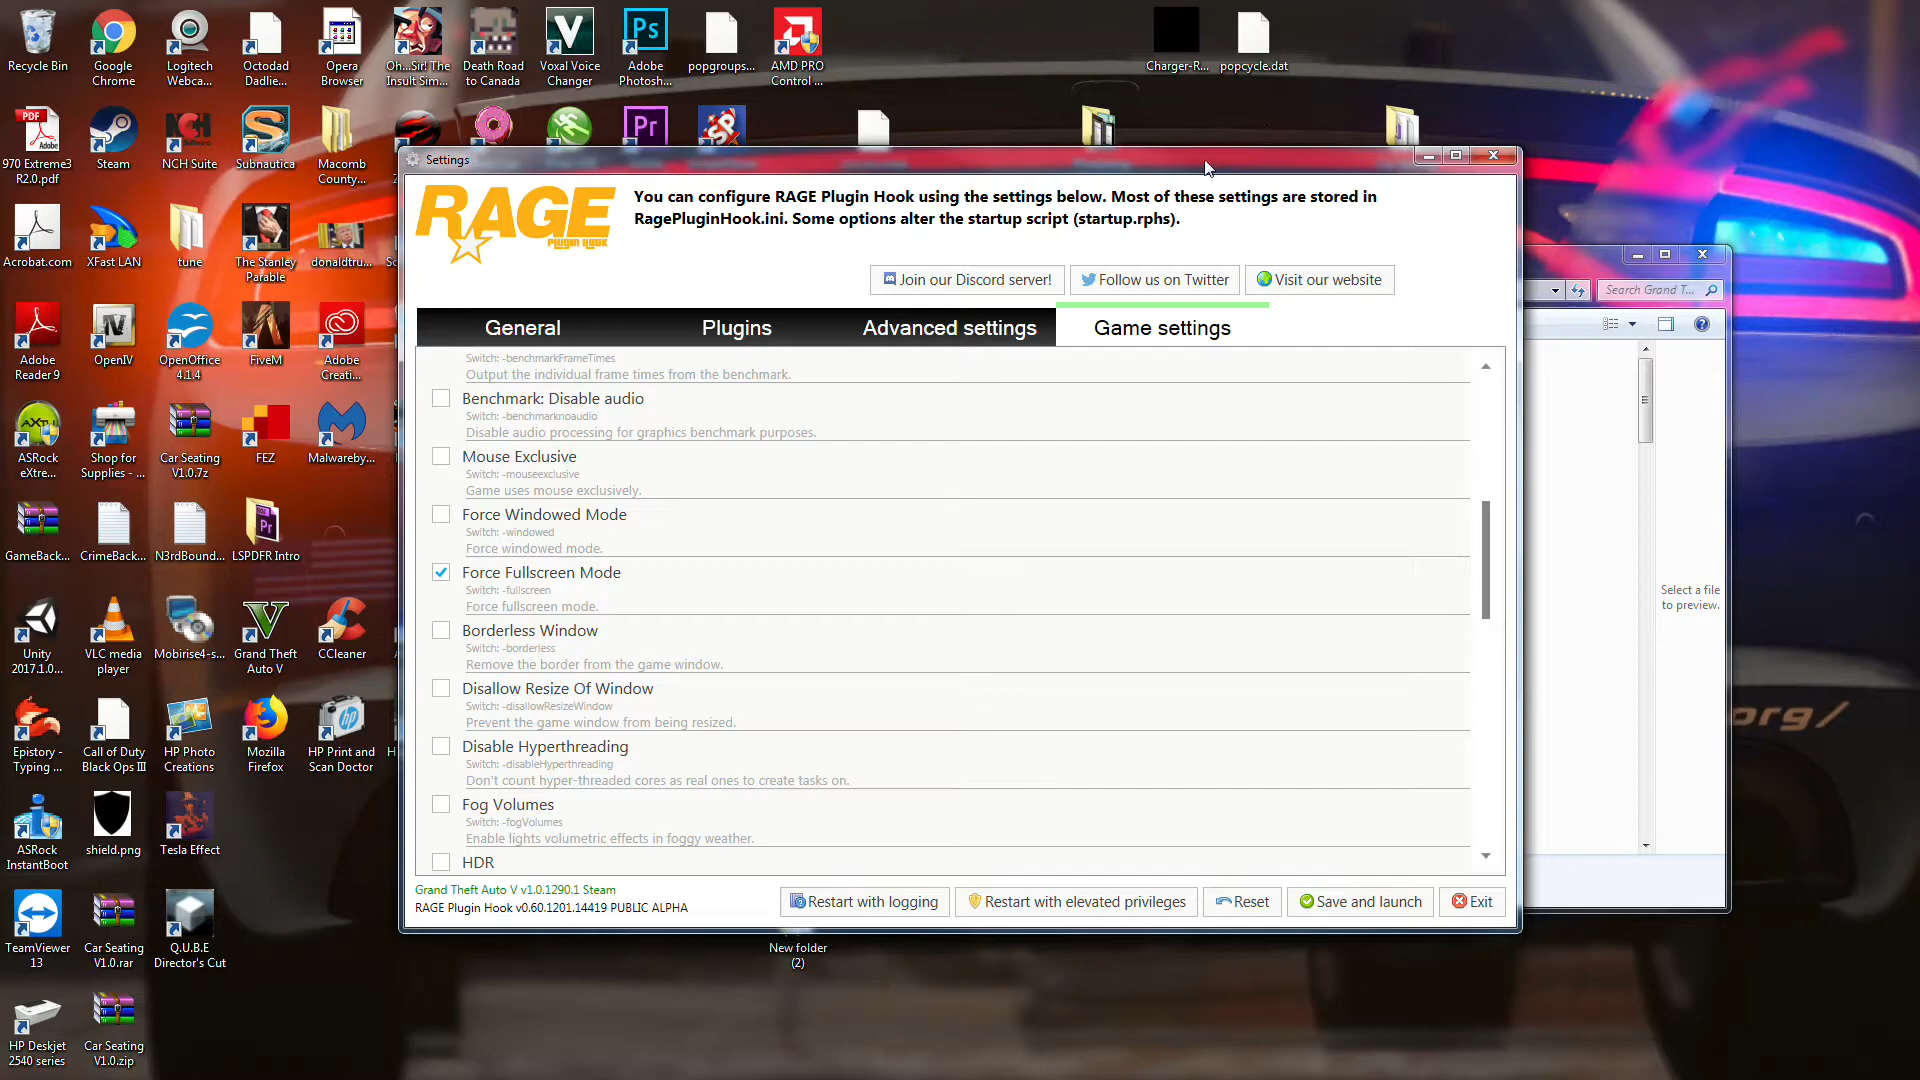 Recycle Bin
Google
Chrome
Logitech
Webca...
Octodad
Dadlie...
Opera
Browser
Oh...Sir! The
Insult Sim...
Death Road
to Canada
Voxal Voice
Changer
Adobe
Photosh...
popgroups...
AMD PRO
Control ...
Charger-R...
popcycle.dat
970 Extreme3
R2.0.pdf
Steam
NCH Suite
Subnautica
Macomb
County...
Acrobat.com
XFast LAN
tune
The Stanley
Parable
donaldtru...
Adobe
Reader 9
OpenIV
OpenOffice
4.1.4
FiveM
Adobe
Creati...
ASRock
eXtre...
Shop for
Supplies - ...
Car Seating
V1.0.7z
FEZ
Malwareby...
GameBack...
CrimeBack...
N3rdBound...
LSPDFR Intro
Unity
2017.1.0...
VLC media
player
Mobirise4-s...
Grand Theft
Auto V
CCleaner
Epistory -
Typing ...
Call of Duty
Black Ops III
HP Photo
Creations
Mozilla
Firefox
HP Print and
Scan Doctor
ASRock
InstantBoot
shield.png
Tesla Effect
TeamViewer
13
Car Seating
V1.0.rar
Q.U.B.E
Director's Cut
HP Deskjet
2540 series
Car Seating
V1.0.zip
New folder
(2)
Settings
RAGE
PLUGIN HOOK
You can configure RAGE Plugin Hook using the settings below. Most of these settings are stored in
RagePluginHook.ini. Some options alter the startup script (startup.rphs).
Join our Discord server!
Follow us on Twitter
Visit our website
General
Plugins
Advanced settings
Game settings
Switch: -benchmarkFrameTimes
Output the individual frame times from the benchmark.
Benchmark: Disable audio
Switch: -benchmarknoaudio
Disable audio processing for graphics benchmark purposes.
Mouse Exclusive
Switch: -mouseexclusive
Game uses mouse exclusively.
Force Windowed Mode
Switch: -windowed
Force windowed mode.
Force Fullscreen Mode
Switch: -fullscreen
Force fullscreen mode.
Borderless Window
Switch: -borderless
Remove the border from the game window.
Disallow Resize Of Window
Switch: -disallowResizeWindow
Prevent the game window from being resized.
Disable Hyperthreading
Switch: -disableHyperthreading
Don't count hyper-threaded cores as real ones to create tasks on.
Fog Volumes
Switch: -fogVolumes
Enable lights volumetric effects in foggy weather.
HDR
Grand Theft Auto V v1.0.1290.1 Steam
RAGE Plugin Hook v0.60.1201.14419 PUBLIC ALPHA
Restart with logging
Restart with elevated privileges
Reset
Save and launch
Exit
Search Grand T...
Select a file
to preview.
org/